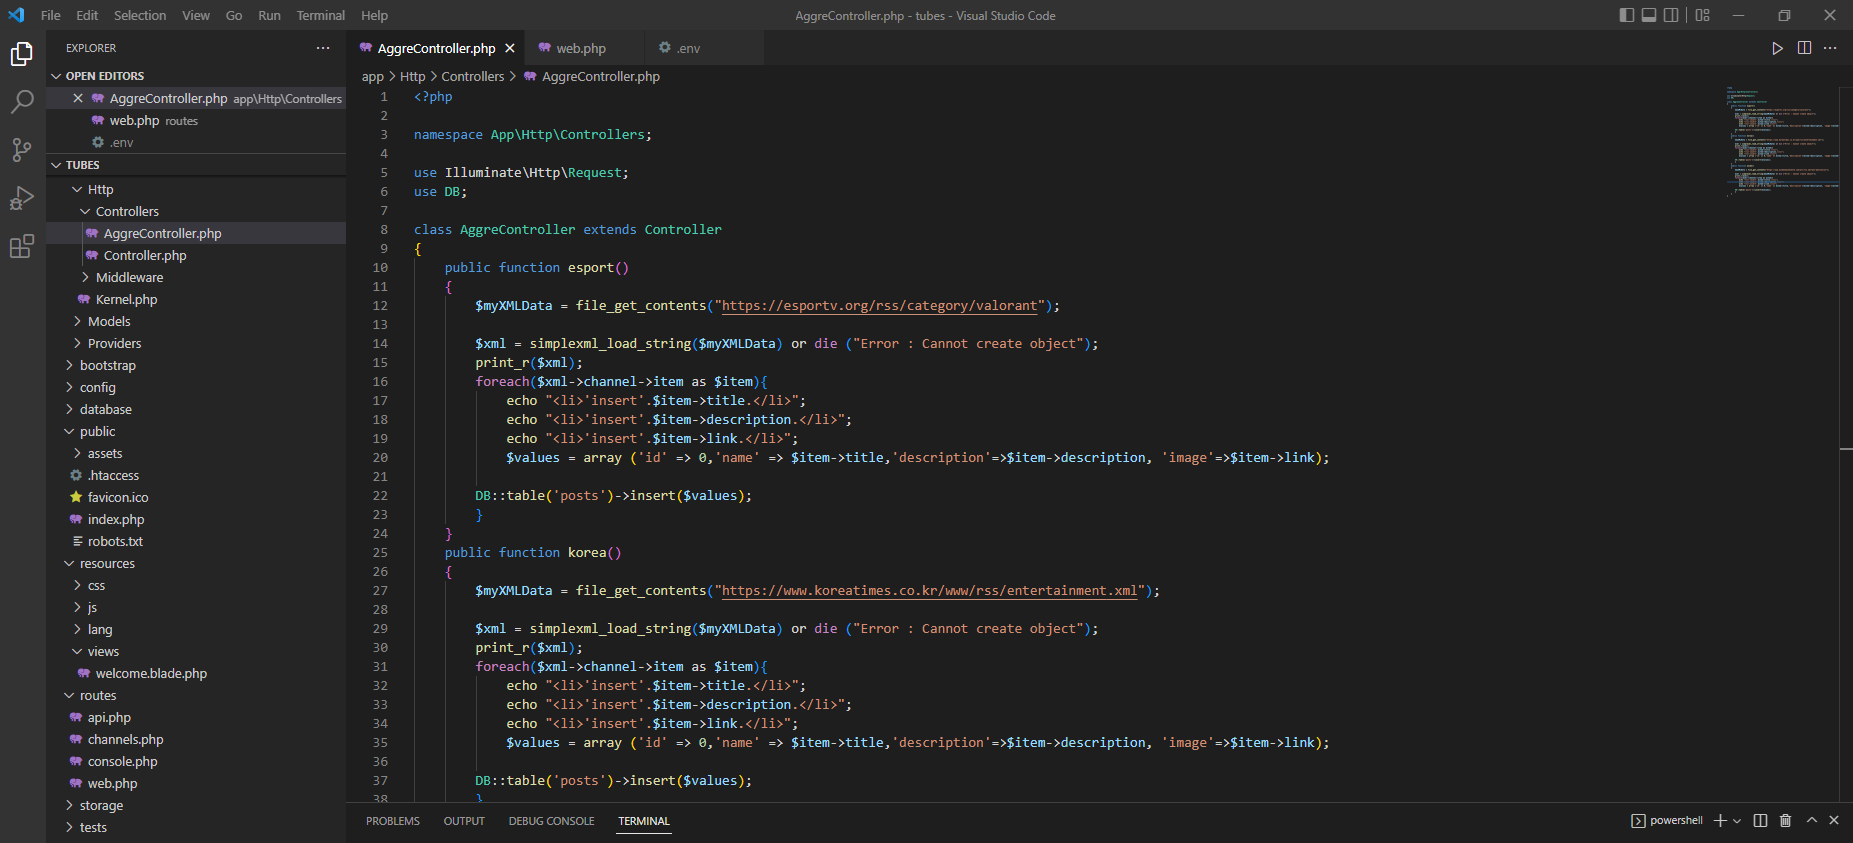 File Edit Selection View Go Run Terminal Help
AggreController.php - tubes - Visual Studio Code
EXPLORER
OPEN EDITORS
AggreController.php app\Http\Controllers
web.php routes
.env
TUBES
Http
Controllers
AggreController.php
Controller.php
Middleware
Kernel.php
Models
Providers
bootstrap
config
database
public
assets
.htaccess
favicon.ico
index.php
robots.txt
resources
css
js
lang
views
welcome.blade.php
routes
api.php
channels.php
console.php
web.php
storage
tests
AggreController.php web.php .env
app > Http > Controllers > AggreController.php
1 <?php
2
3 namespace App\Http\Controllers;
4
5 use Illuminate\Http\Request;
6 use DB;
7
8 class AggreController extends Controller
9 {
10 public function esport()
11 {
12 $myXMLData = file_get_contents("https://esportv.org/rss/category/valorant");
13
14 $xml = simplexml_load_string($myXMLData) or die ("Error : Cannot create object");
15 print_r($xml);
16 foreach($xml->channel->item as $item){
17 echo "<li>'insert'.$item->title.</li>";
18 echo "<li>'insert'.$item->description.</li>";
19 echo "<li>'insert'.$item->link.</li>";
20 $values = array ('id' => 0,'name' => $item->title,'description'=>$item->description, 'image'=>$item->link);
21
22 DB::table('posts')->insert($values);
23 }
24 }
25 public function korea()
26 {
27 $myXMLData = file_get_contents("https://www.koreatimes.co.kr/www/rss/entertainment.xml");
28
29 $xml = simplexml_load_string($myXMLData) or die ("Error : Cannot create object");
30 print_r($xml);
31 foreach($xml->channel->item as $item){
32 echo "<li>'insert'.$item->title.</li>";
33 echo "<li>'insert'.$item->description.</li>";
34 echo "<li>'insert'.$item->link.</li>";
35 $values = array ('id' => 0,'name' => $item->title,'description'=>$item->description, 'image'=>$item->link);
36
37 DB::table('posts')->insert($values);
38 }
PROBLEMS OUTPUT DEBUG CONSOLE TERMINAL
powershell